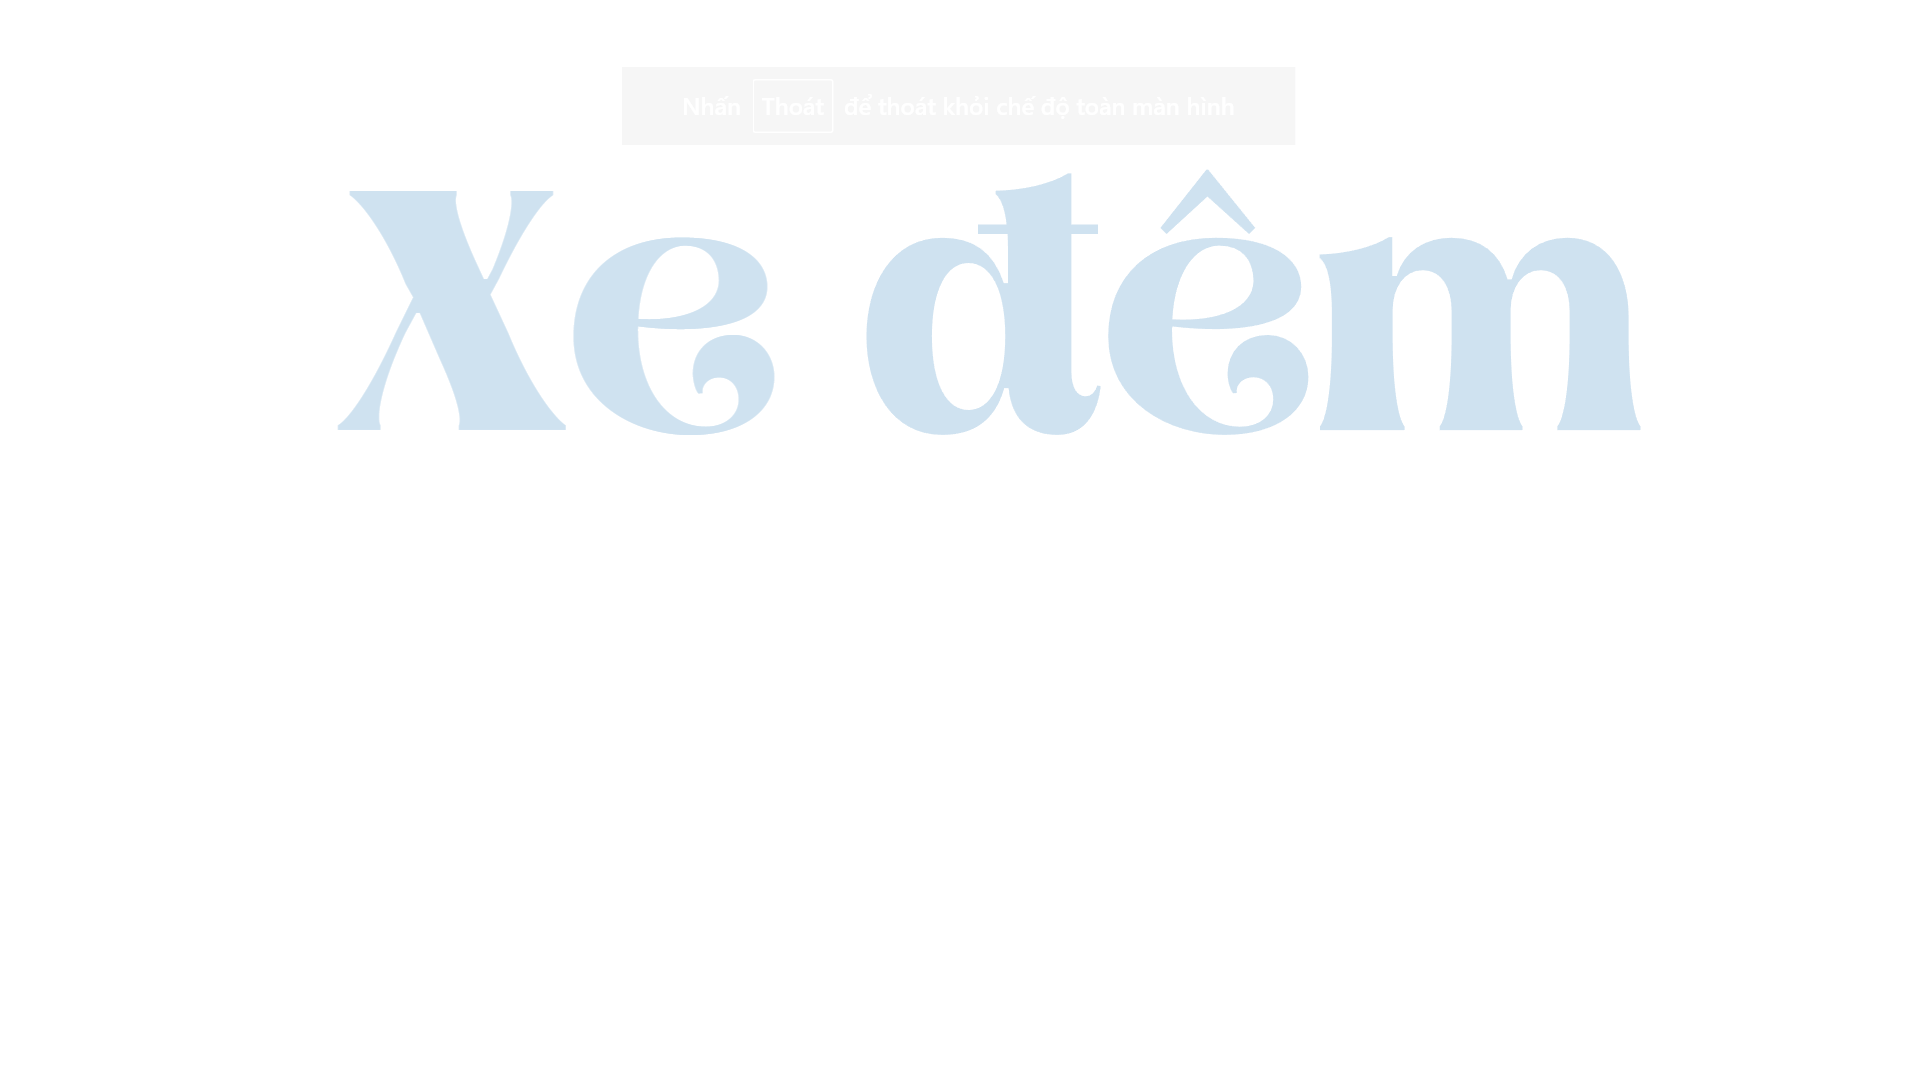 Nhấn Thoát để thoát khỏi chế độ toàn màn hình
Xe đêm